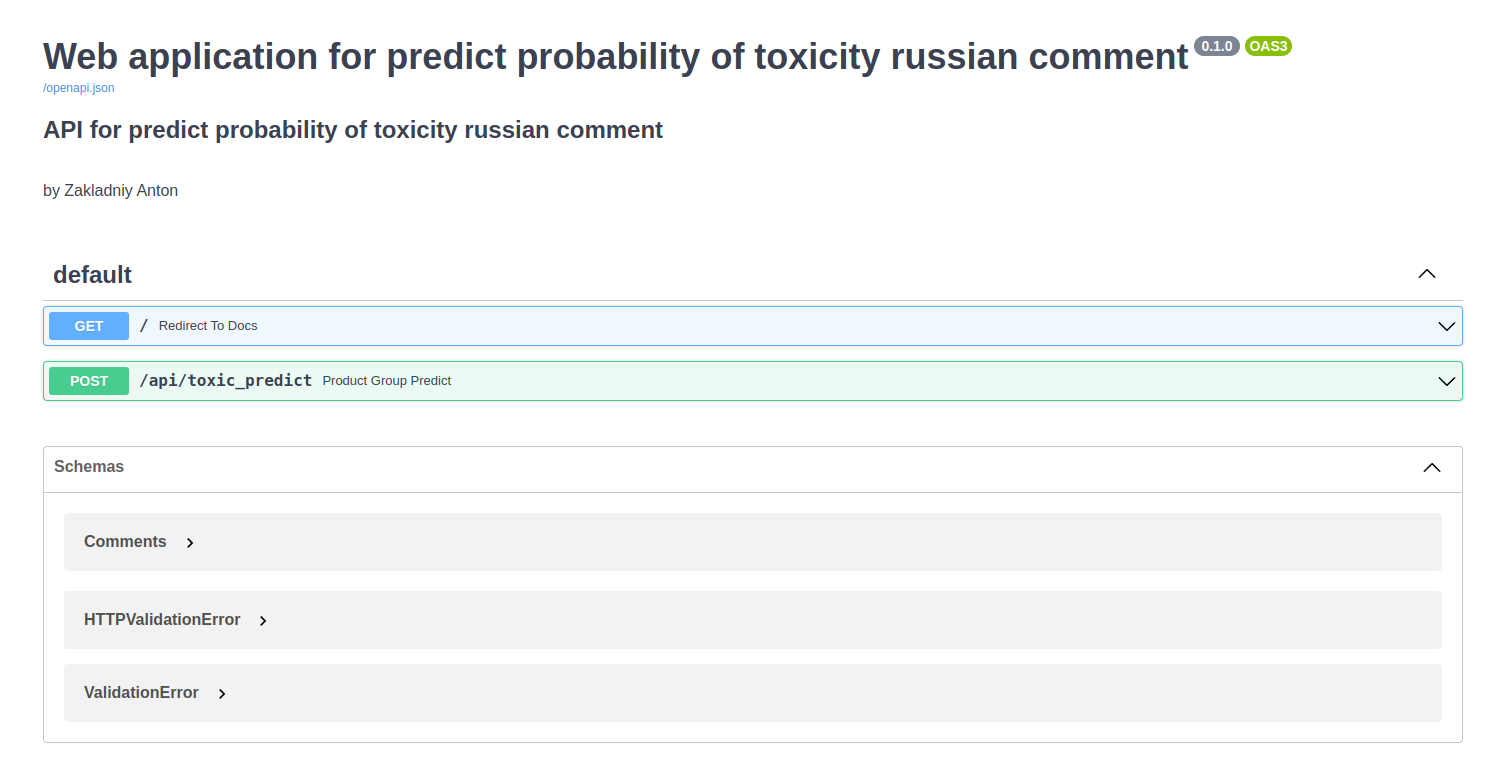 Web application for predict probability of toxicity russian comment 0.1.0 OAS3
/openapi.json
API for predict probability of toxicity russian comment
by Zakladniy Anton
default
GET / Redirect To Docs
POST /api/toxic_predict Product Group Predict
Schemas
Comments
HTTPValidationError
ValidationError